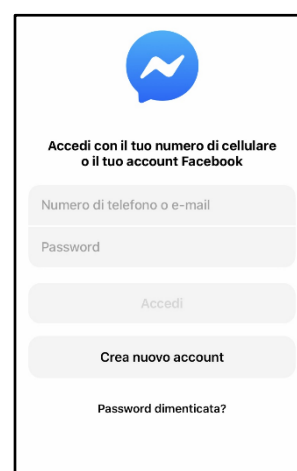 Accedi con il tuo numero di cellulare
o il tuo account Facebook
Numero di telefono o e-mail
Password
Accedi
Crea nuovo account
Password dimenticata?